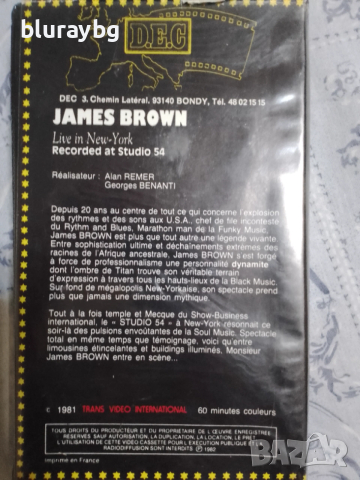 bluraybg
D.E.C
DEC 3, Chemin Latéral, 93140 BONDY, Tél. 48 02 15 15
JAMES BROWN
Live in New-York
Recorded at Studio 54
Réalisateur : Alan REMER
Georges BENANTI
Depuis 20 ans au centre de tout ce qui concerne l'explosion
des rythmes et des sons aux U.S.A., chef de file incontesté
du Rythm and Blues, Marathon man de la Funky Music,
James BROWN est plus que tout autre une légende vivante.
Entre sophistication ultime et déchaînements extrêmes des
racines de l'Afrique ancestrale, James BROWN s'est forgé
à force de professionnalisme une personnalité dynamite
dont l'ombre de Titan trouve son véritable terrain
d'expression à travers tous les hauts-lieux de la Black Music.
Sur fond de mégalopolis New-Yorkaise, son spectacle prend
plus que jamais une dimension mythique.
Tout à la fois temple et Mecque du Show-Business
international, le « STUDIO 54 » à New-York résonnait ce
soir-là des pulsions envoûtantes de la Soul Music. Spectacle
total en même temps que témoignage, voici qu'entre
limousines étincelantes et buildings illuminés, Monsieur
James BROWN entre en scène...
c 1981 TRANS VIDEO INTERNATIONAL 60 minutes couleurs
TOUS DROITS DU PRODUCTEUR ET DU PROPRIETAIRE DE L'ŒUVRE ENREGISTREE
RESERVES SAUF AUTORISATION, LA DUPLICATION, LA LOCATION, LE PRET
L'UTILISATION DE CETTE VIDEO CASSETTE POUR L'EXECUTION PUBLIQUE ET LA
RADIODIFFUSION SONT INTERDITS Ⓟ 1982
Imprimé en France
BAZAR